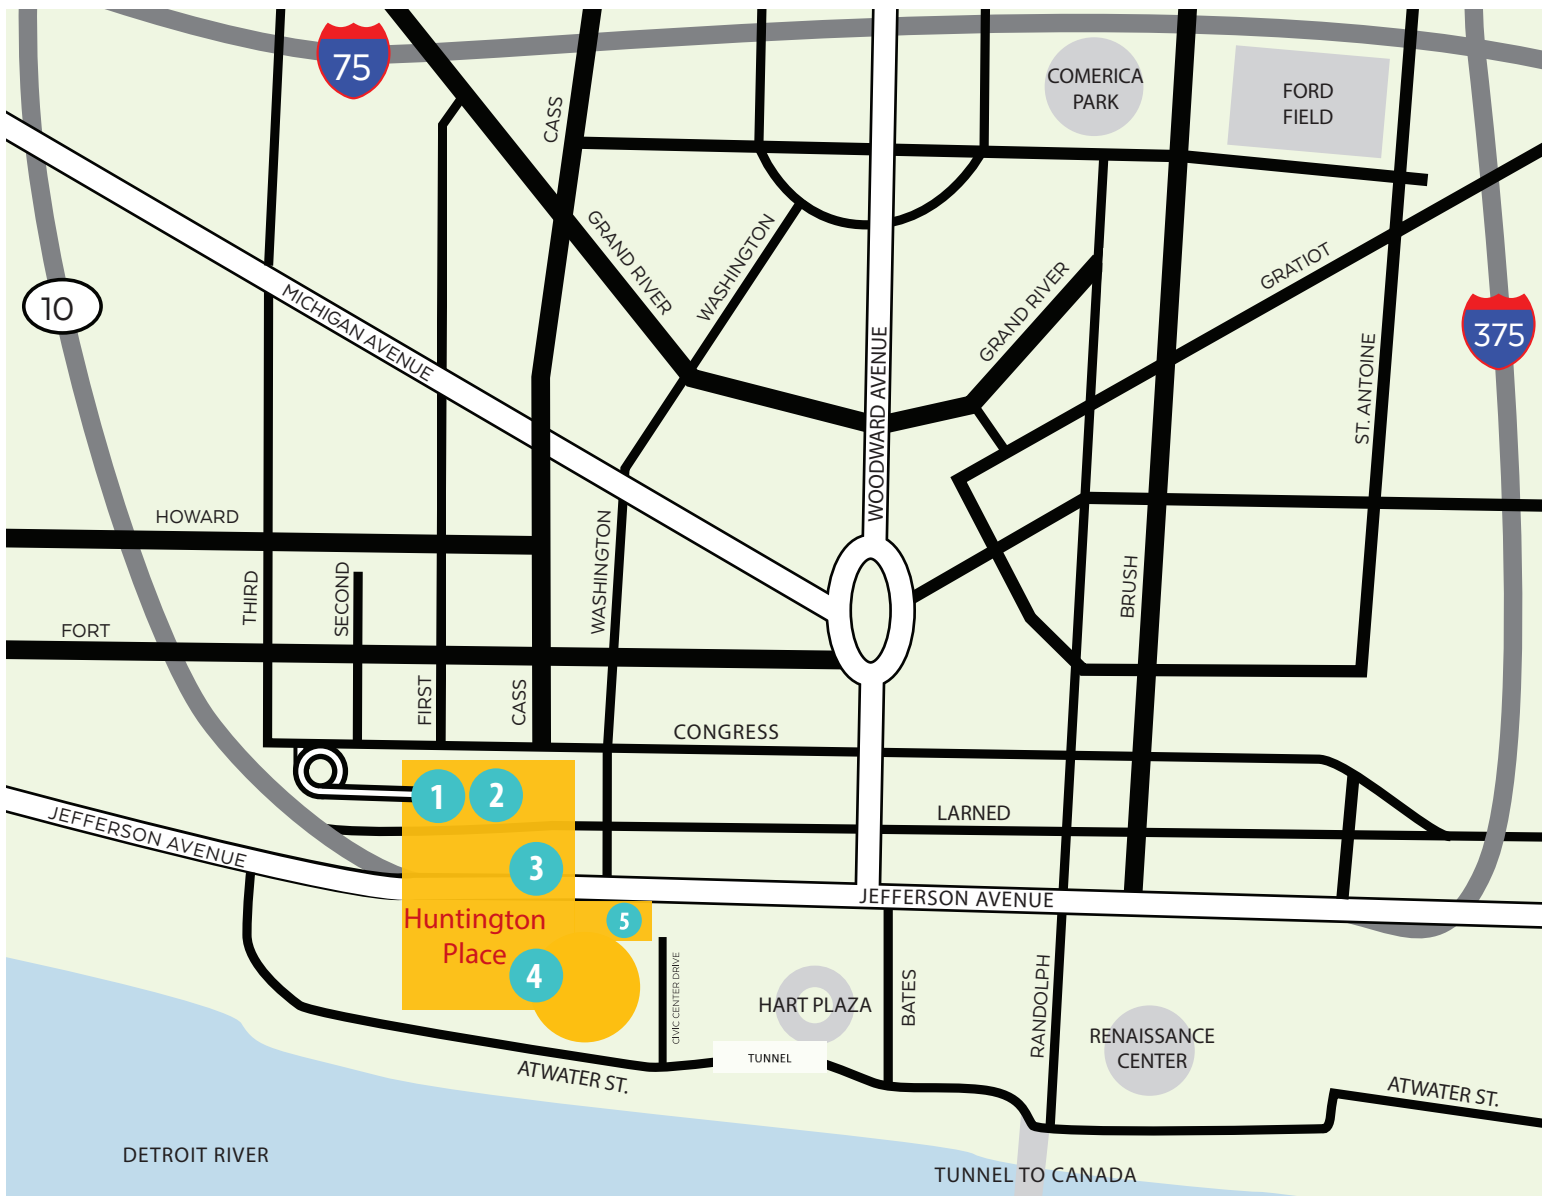 75
CASS
COMERICA
PARK
FORD
FIELD
GRAND RIVER
WASHINGTON
GRAND RIVER
GRATIOT
10
MICHIGAN AVENUE
WOODWARD AVENUE
ST. ANTOINE
375
HOWARD
THIRD
SECOND
WASHINGTON
BRUSH
FORT
FIRST
CASS
CONGRESS
1
2
LARNED
JEFFERSON AVENUE
3
JEFFERSON AVENUE
Huntington
Place
5
4
CIVIC CENTER DRIVE
HART PLAZA
BATES
RANDOLPH
RENAISSANCE
CENTER
TUNNEL
ATWATER ST.
ATWATER ST.
DETROIT RIVER
TUNNEL TO CANADA